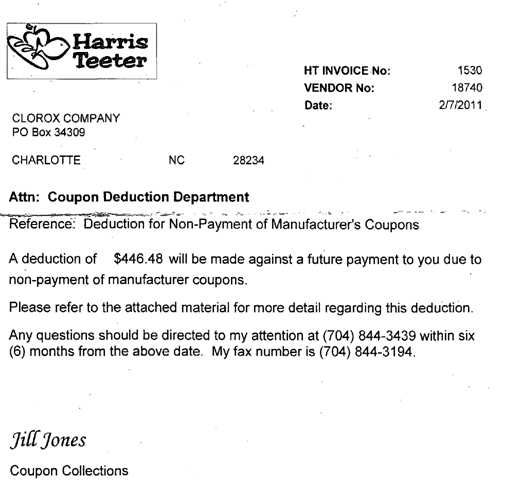 Harris
Teeter
HT INVOICE No: 1530
VENDOR No: 18740
Date: 2/7/2011
CLOROX COMPANY
PO Box 34309
CHARLOTTE NC 28234
Attn: Coupon Deduction Department
Reference: Deduction for Non-Payment of Manufacturer's Coupons
A deduction of $446.48 will be made against a future payment to you due to
non-payment of manufacturer coupons.
Please refer to the attached material for more detail regarding this deduction.
Any questions should be directed to my attention at (704) 844-3439 within six
(6) months from the above date. My fax number is (704) 844-3194.
Jill Jones
Coupon Collections